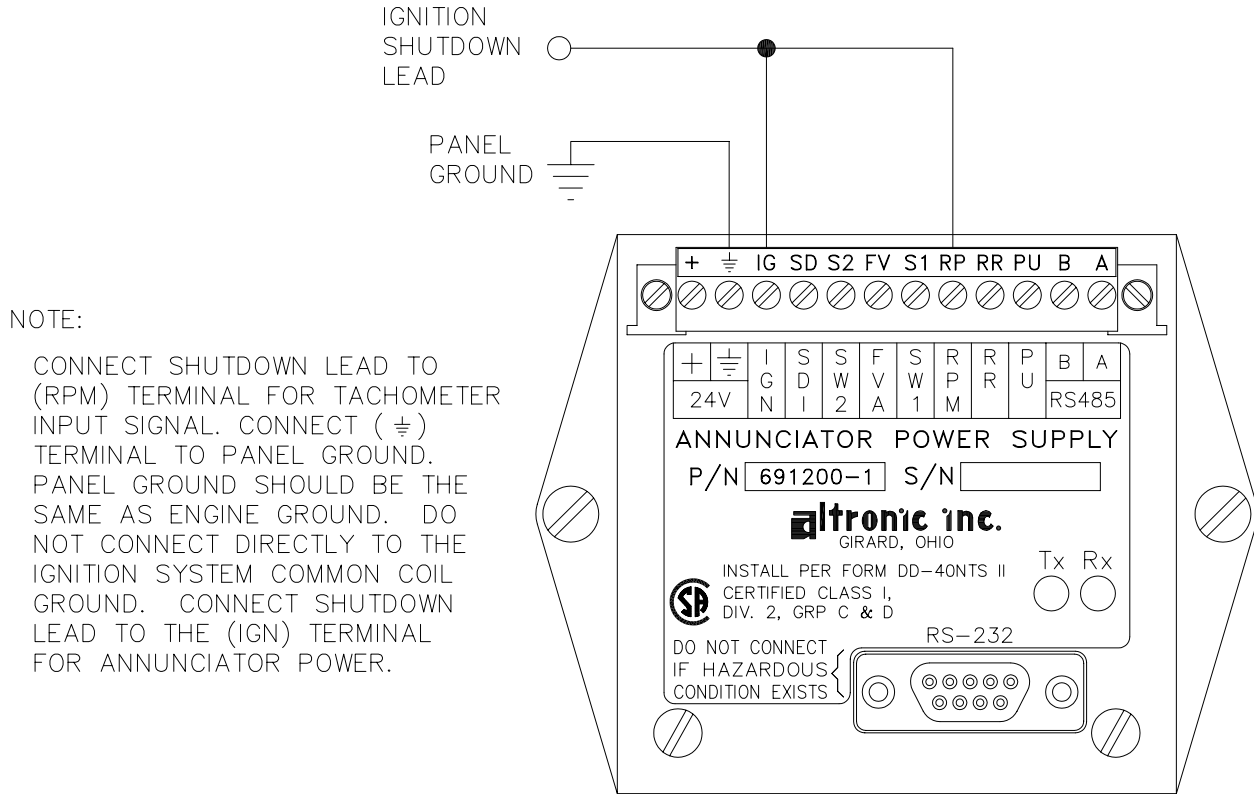 IGNITION
SHUTDOWN
LEAD
PANEL
GROUND
+ ⏚ IG SD S2 FV S1 RP RR PU B A
NOTE:
CONNECT SHUTDOWN LEAD TO
(RPM) TERMINAL FOR TACHOMETER
INPUT SIGNAL. CONNECT (⏚)
TERMINAL TO PANEL GROUND.
PANEL GROUND SHOULD BE THE
SAME AS ENGINE GROUND. DO
NOT CONNECT DIRECTLY TO THE
IGNITION SYSTEM COMMON COIL
GROUND. CONNECT SHUTDOWN
LEAD TO THE (IGN) TERMINAL
FOR ANNUNCIATOR POWER.
+ ⏚ IGN SDI SW2 FVA SW1 RPM RR PU B A
24V RS485
ANNUNCIATOR POWER SUPPLY
P/N 691200-1 S/N
altronic inc.
GIRARD, OHIO
INSTALL PER FORM DD-40NTS II
CERTIFIED CLASS I,
DIV. 2, GRP C & D
SA
Tx Rx
RS-232
DO NOT CONNECT
IF HAZARDOUS
CONDITION EXISTS